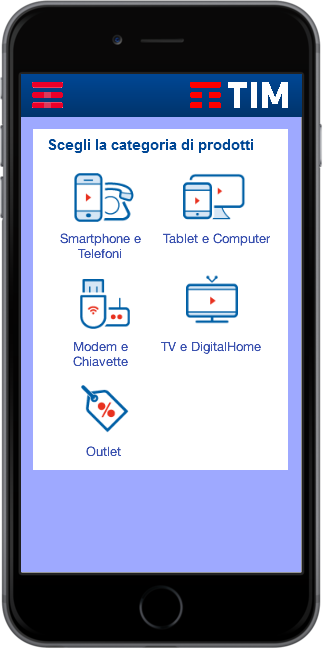 TIM
Scegli la categoria di prodotti
Smartphone e
Telefoni
Tablet e Computer
Modem e
Chiavette
TV e DigitalHome
%
Outlet